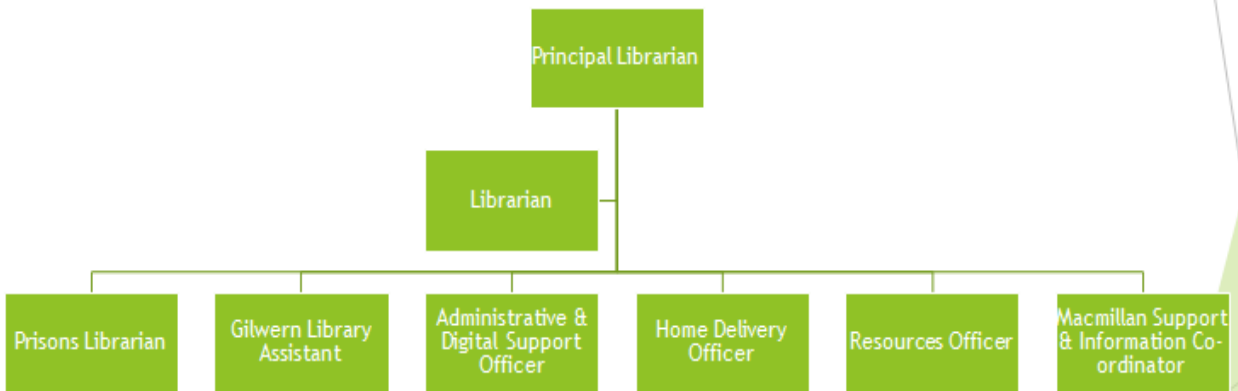 Principal Librarian
Librarian
Prisons Librarian
Gilwern Library
Assistant
Administrative &
Digital Support
Officer
Home Delivery
Officer
Resources Officer
Macmillan Support
& Information Co-
ordinator